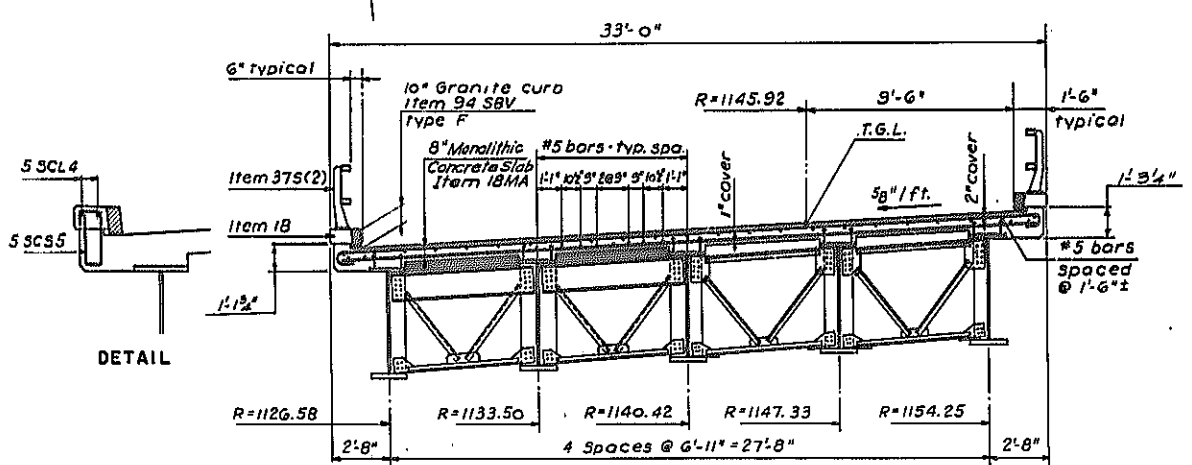 33'-0"
6" typical
10" Granite curb
Item 94 SBV
type F
R=1145.92
9'-6"
1'-6"
typical
T.G.L.
8" Monolithic
Concrete Slab
Item 18MA
#5 bars - typ. spa.
1'-1" 10½" 9" 2@9" 9" 10½" 1'-1"
1" cover
5/8"/ft.
2" cover
5 SCL4
Item 375(2)
1'-3¼"
5 SCS5
Item 18
#5 bars
spaced
@ 1'-6"±
1'-1¾"
DETAIL
R=1126.58
R=1133.50
R=1140.42
R=1147.33
R=1154.25
2'-8"
4 Spaces @ 6'-11" = 27'-8"
2'-8"